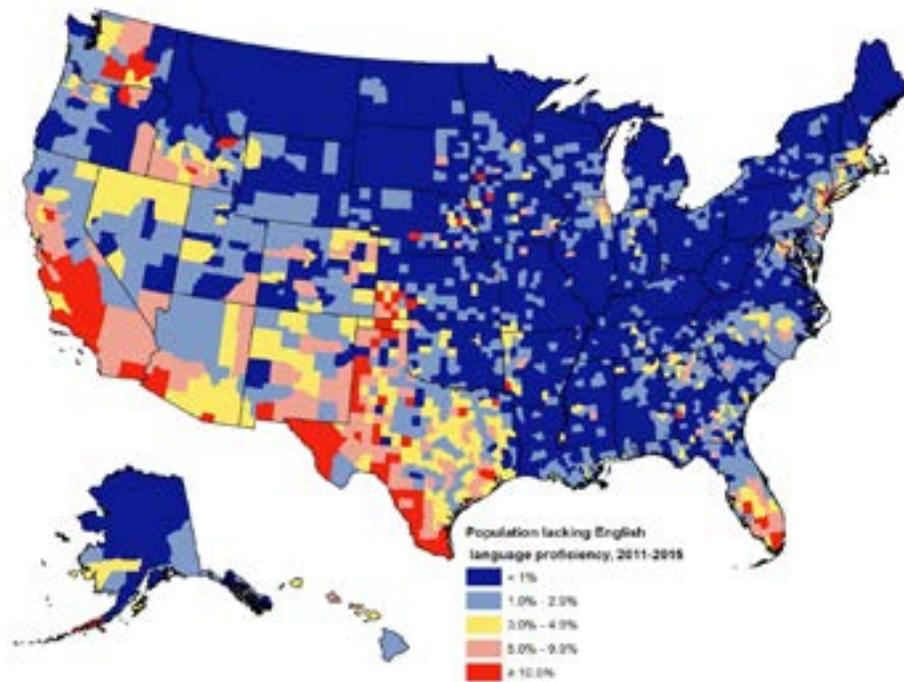 Population lacking English
language proficiency, 2011-2015
< 1%
1.0% - 2.9%
3.0% - 4.9%
5.0% - 9.9%
≥ 10.0%